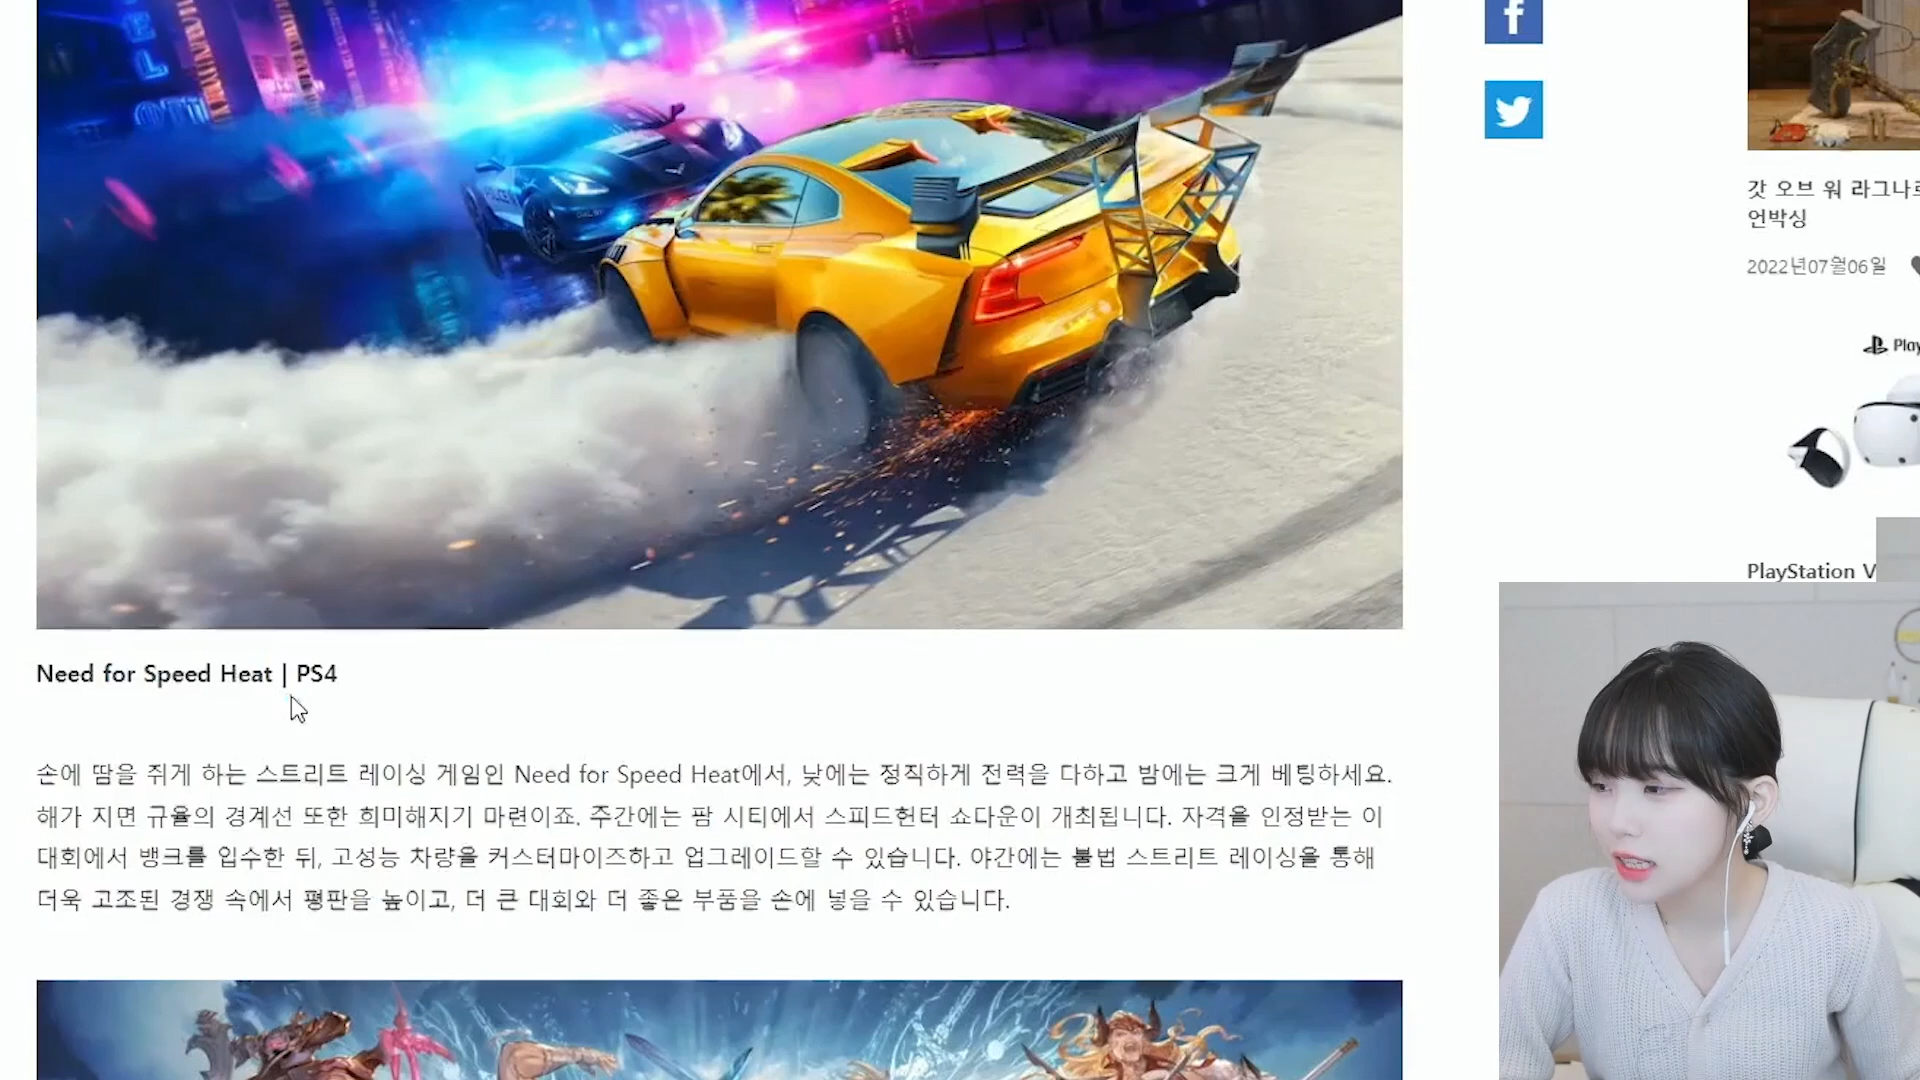 POLICE
갓 오브 워 라그나로
언박싱
2022년07월06일
Play
PlayStation V
Need for Speed Heat | PS4
손에 땀을 쥐게 하는 스트리트 레이싱 게임인 Need for Speed Heat에서, 낮에는 정직하게 전력을 다하고 밤에는 크게 베팅하세요.
해가 지면 규율의 경계선 또한 희미해지기 마련이죠. 주간에는 팜 시티에서 스피드헌터 쇼다운이 개최됩니다. 자격을 인정받는 이
대회에서 뱅크를 입수한 뒤, 고성능 차량을 커스터마이즈하고 업그레이드할 수 있습니다. 야간에는 불법 스트리트 레이싱을 통해
더욱 고조된 경쟁 속에서 평판을 높이고, 더 큰 대회와 더 좋은 부품을 손에 넣을 수 있습니다.